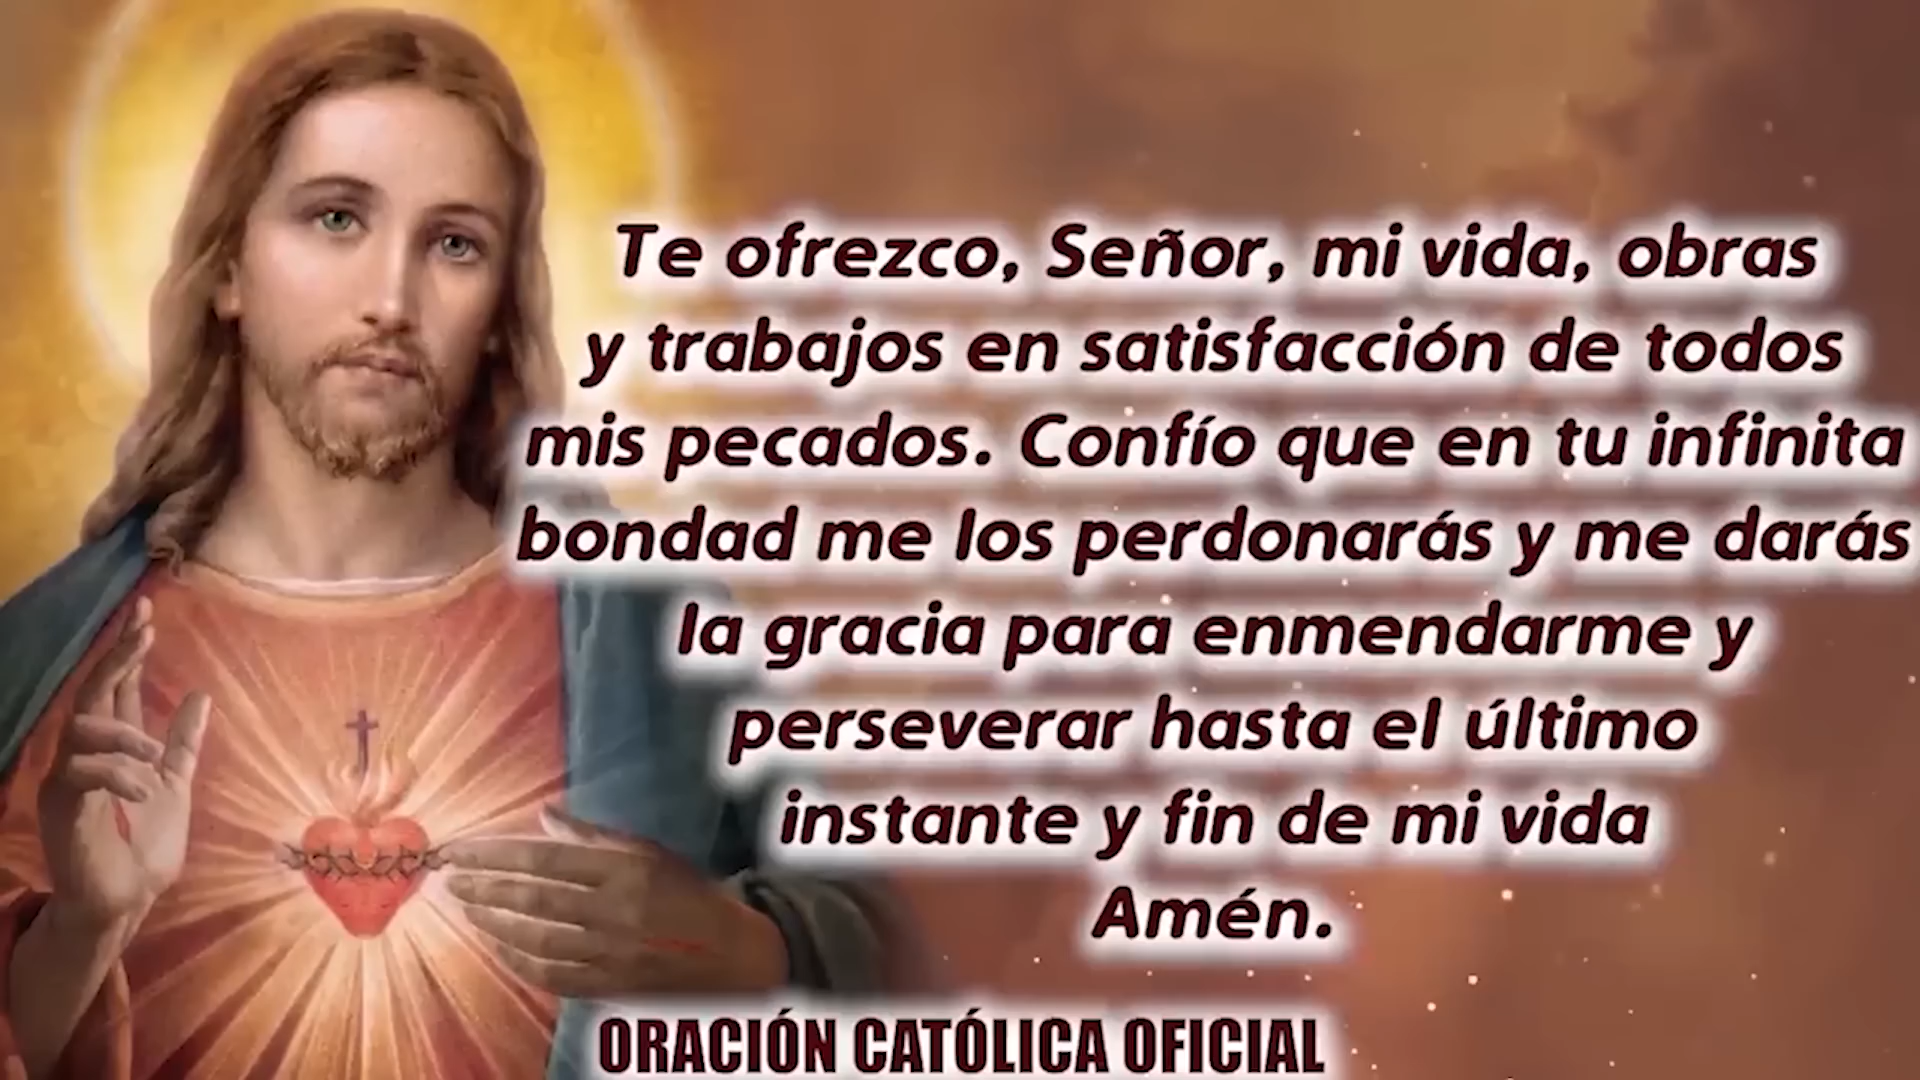 Te ofrezco, Señor, mi vida, obras
y trabajos en satisfacción de todos
mis pecados. Confío que en tu infinita
bondad me los perdonarás y me darás
la gracia para enmendarme y
perseverar hasta el último
instante y fin de mi vida
Amén.
ORACIÓN CATÓLICA OFICIAL